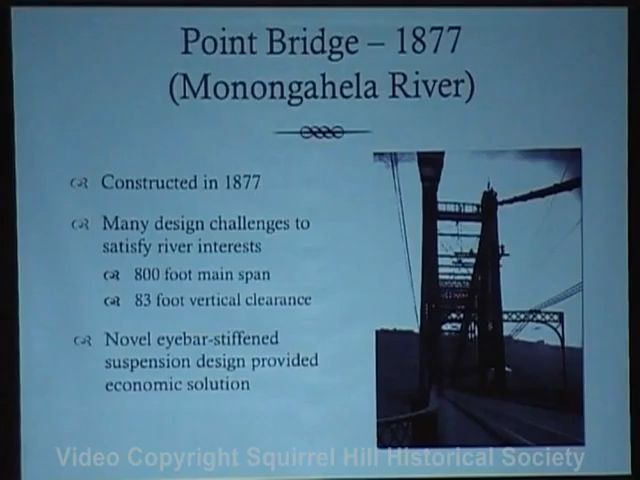 Point Bridge – 1877
(Monongahela River)
Constructed in 1877
Many design challenges to
satisfy river interests
800 foot main span
83 foot vertical clearance
Novel eyebar-stiffened
suspension design provided
economic solution
Video Copyright Squirrel Hill Historical Society